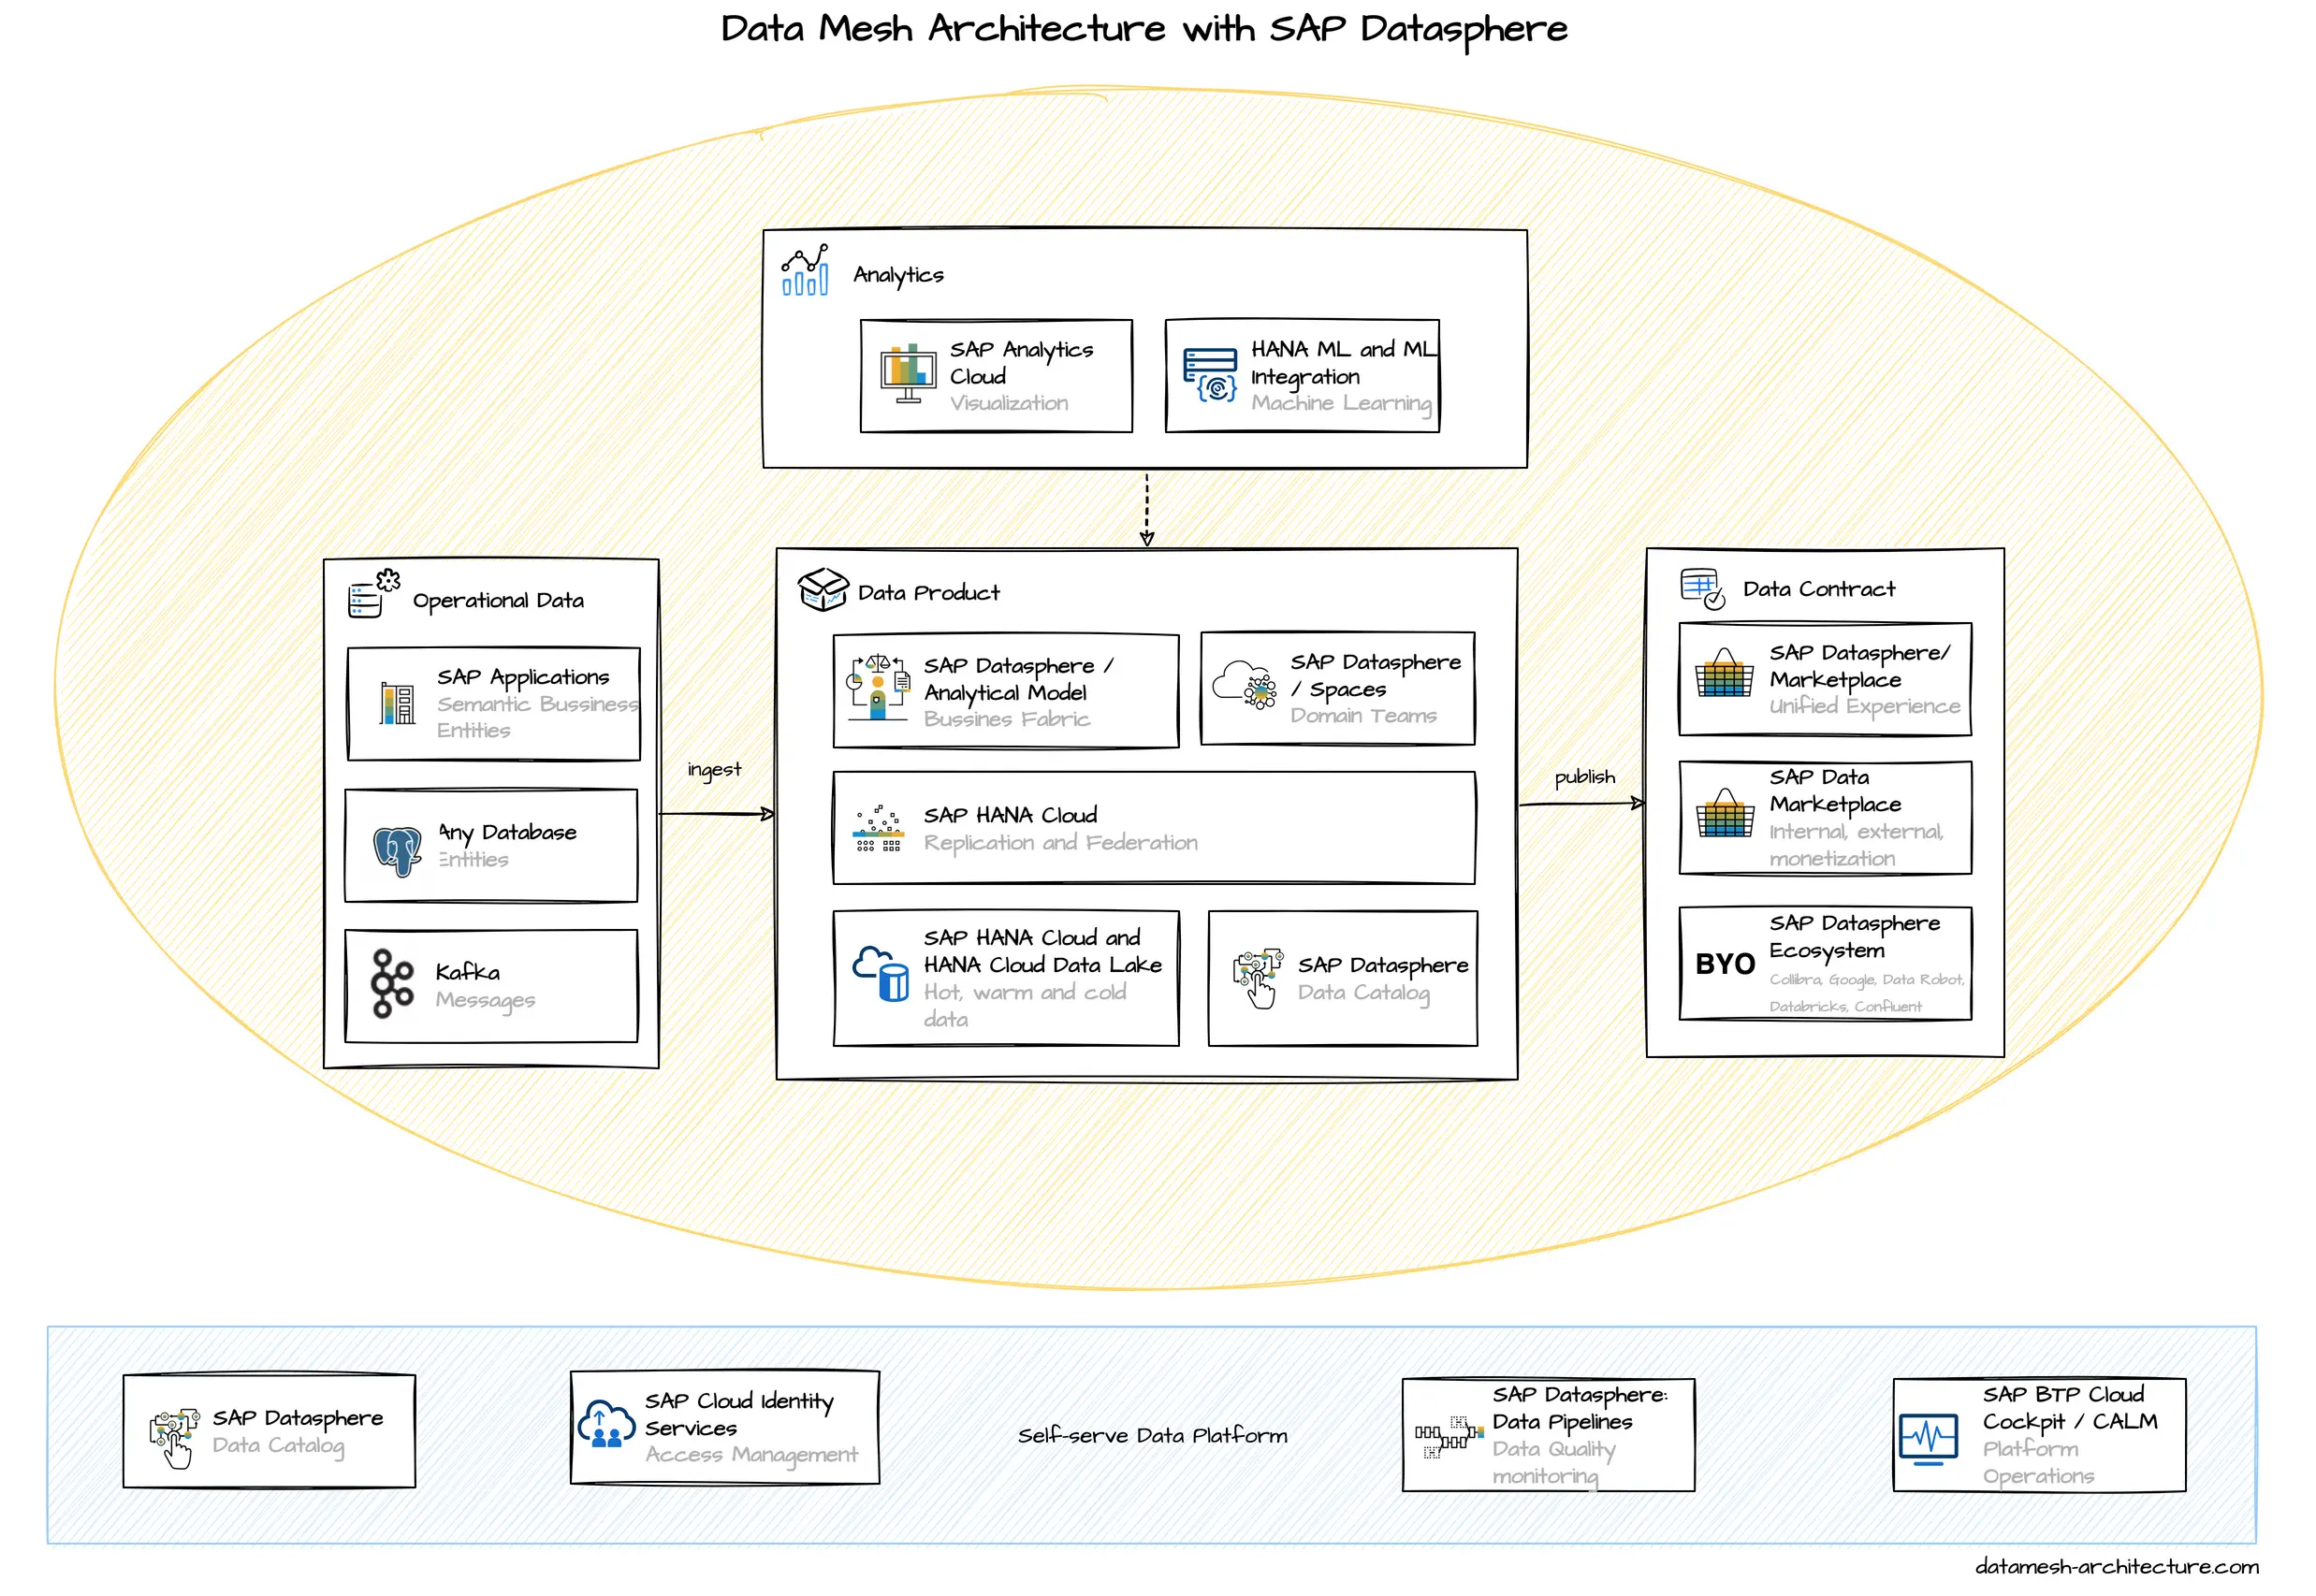 Data Mesh Architecture with SAP Datasphere
Analytics
SAP Analytics
Cloud
Visualization
HANA ML and ML
Integration
Machine Learning
Operational Data
SAP Applications
Semantic Bussiness
Entities
Any Database
Entities
Kafka
Messages
ingest
Data Product
SAP Datasphere /
Analytical Model
Bussines Fabric
SAP Datasphere
/ Spaces
Domain Teams
SAP HANA Cloud
Replication and Federation
SAP HANA Cloud and
HANA Cloud Data Lake
Hot, warm and cold
data
SAP Datasphere
Data Catalog
publish
Data Contract
SAP Datasphere/
Marketplace
Unified Experience
SAP Data
Marketplace
Internal, external,
monetization
BYO
SAP Datasphere
Ecosystem
Collibra, Google, Data Robot,
Databricks, Confluent
SAP Datasphere
Data Catalog
SAP Cloud Identity
Services
Access Management
Self-serve Data Platform
SAP Datasphere:
Data Pipelines
Data Quality
monitoring
SAP BTP Cloud
Cockpit / CALM
Platform
Operations
datamesh-architecture.com